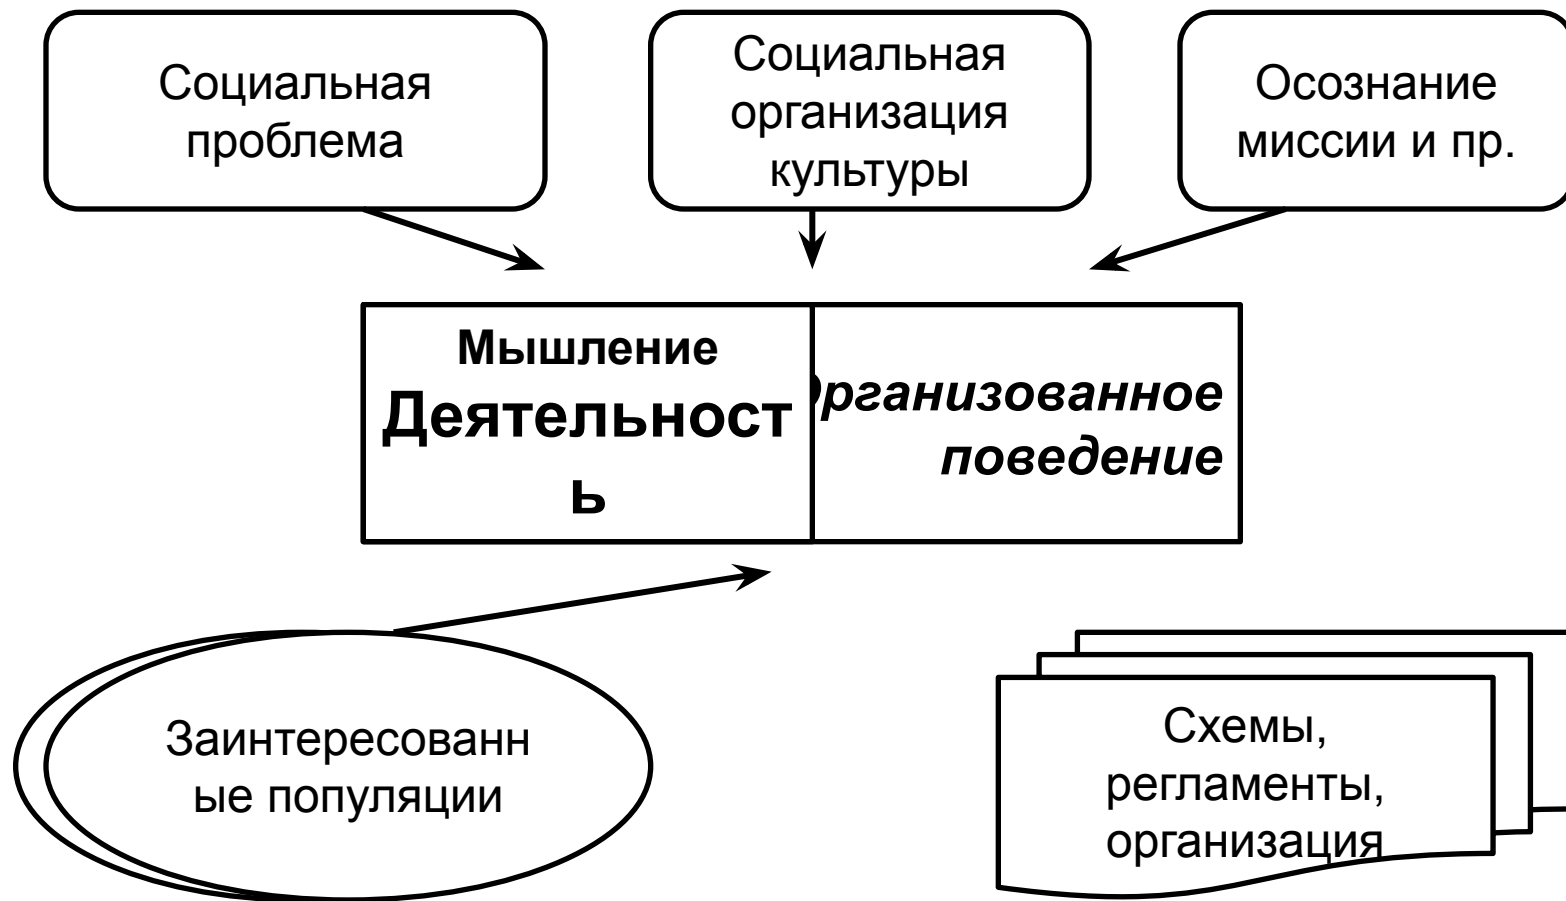 Социальная
проблема
Социальная
организация
культуры
Осознание
миссии и пр.
Мышление
Деятельност
ь
рганизованное
поведение
Заинтересованн
ые популяции
Схемы,
регламенты,
организация